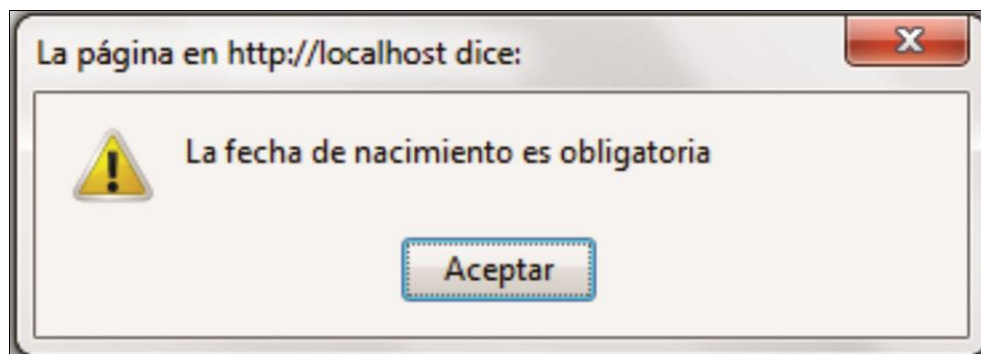 La página en http://localhost dice:
La fecha de nacimiento es obligatoria
Aceptar